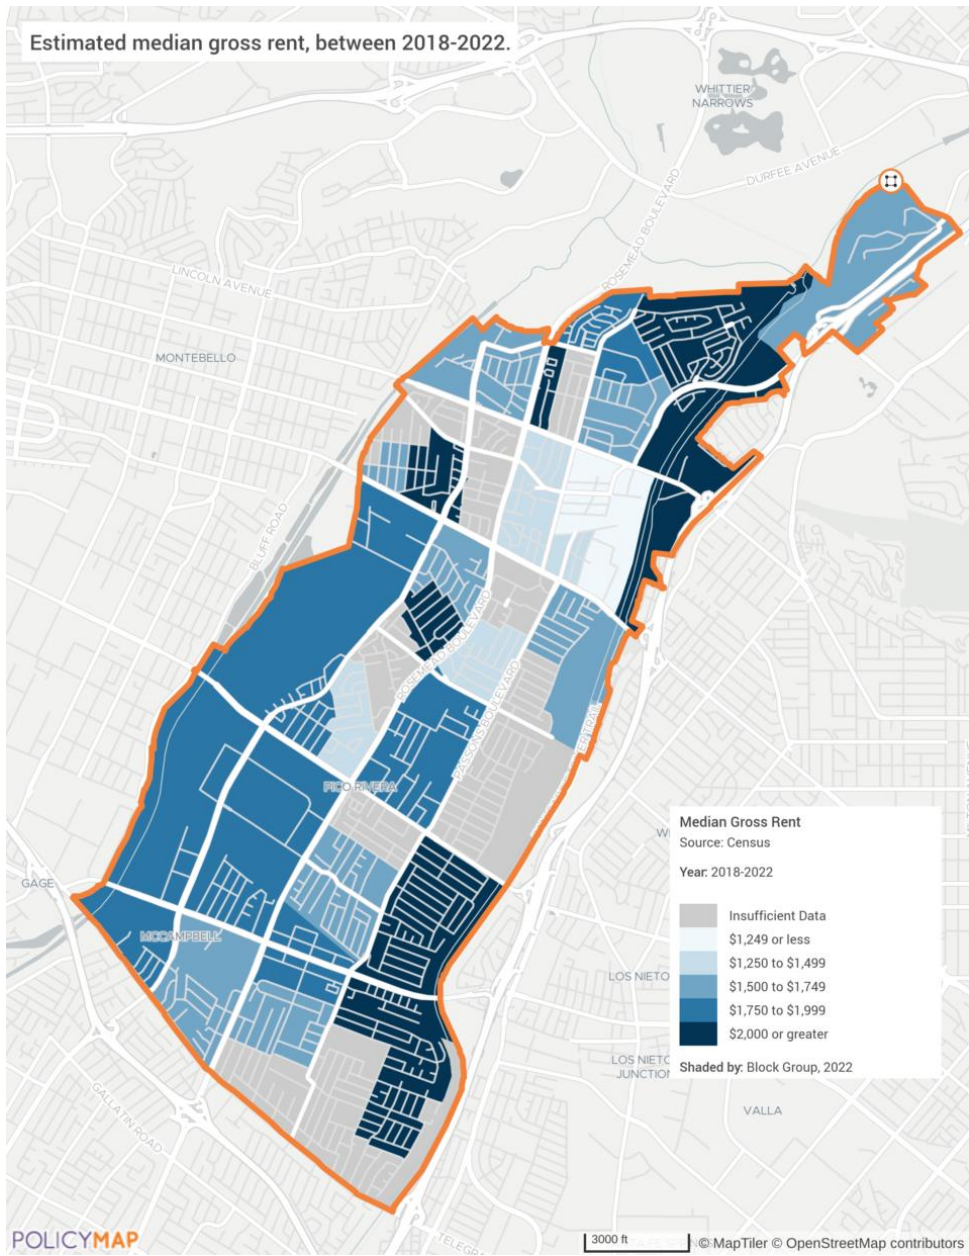 Estimated median gross rent, between 2018-2022.
WHITTIER
NARROWS
DURFEE AVENUE
ROSEMEAD BOULEVARD
LINCOLN AVENUE
MONTEBELLO
BLUFF ROAD
ROSEMEAD BOULEVARD
PASSONS BOULEVARD
PICO RIVERA
GAGE
MCCAMPBELL
LOS NIETO
LOS NIETO
JUNCTION
VALLA
GALLATIN ROAD
Median Gross Rent
Source: Census
Year: 2018-2022
Insufficient Data
$1,249 or less
$1,250 to $1,499
$1,500 to $1,749
$1,750 to $1,999
$2,000 or greater
Shaded by: Block Group, 2022
POLICYMAP
3000 ft
© MapTiler © OpenStreetMap contributors